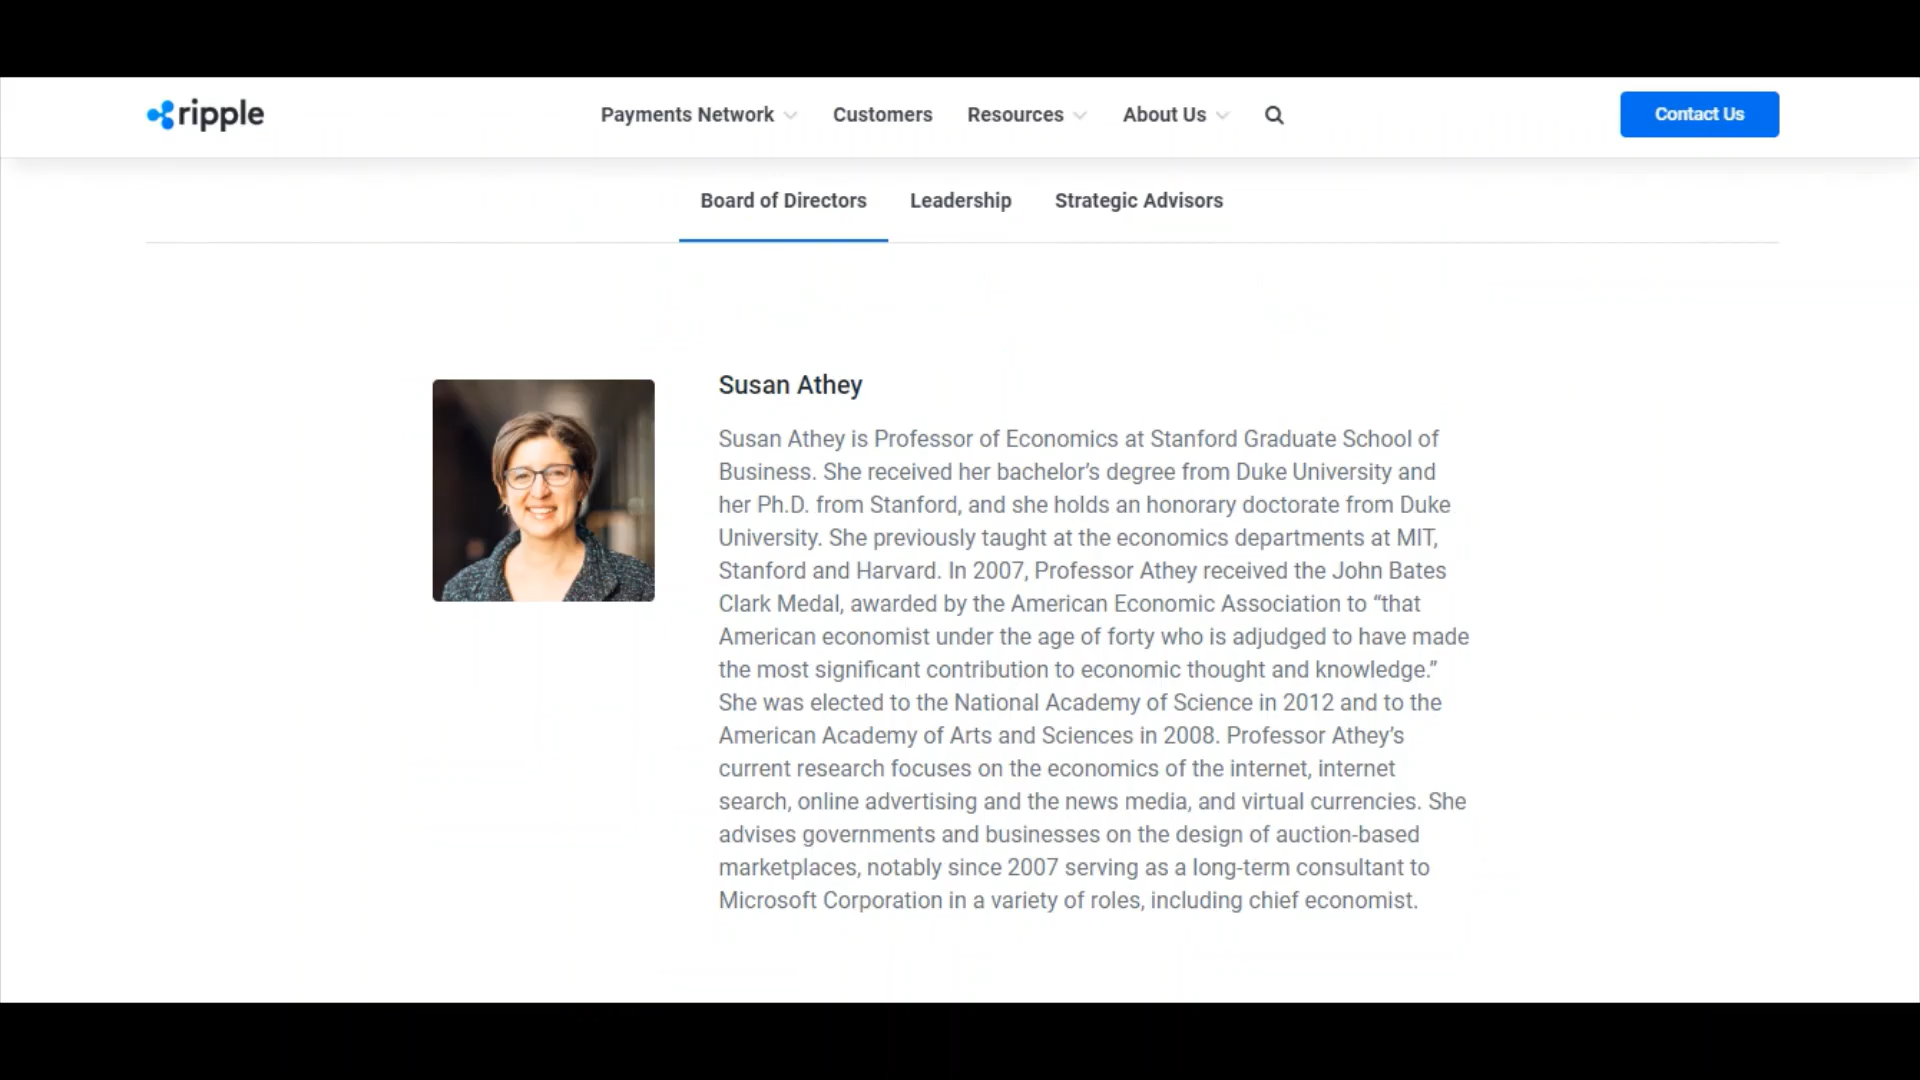 ripple
Payments Network
Customers
Resources
About Us
Contact Us
Board of Directors
Leadership
Strategic Advisors
Susan Athey
Susan Athey is Professor of Economics at Stanford Graduate School of
Business. She received her bachelor’s degree from Duke University and
her Ph.D. from Stanford, and she holds an honorary doctorate from Duke
University. She previously taught at the economics departments at MIT,
Stanford and Harvard. In 2007, Professor Athey received the John Bates
Clark Medal, awarded by the American Economic Association to “that
American economist under the age of forty who is adjudged to have made
the most significant contribution to economic thought and knowledge.”
She was elected to the National Academy of Science in 2012 and to the
American Academy of Arts and Sciences in 2008. Professor Athey’s
current research focuses on the economics of the internet, internet
search, online advertising and the news media, and virtual currencies. She
advises governments and businesses on the design of auction-based
marketplaces, notably since 2007 serving as a long-term consultant to
Microsoft Corporation in a variety of roles, including chief economist.